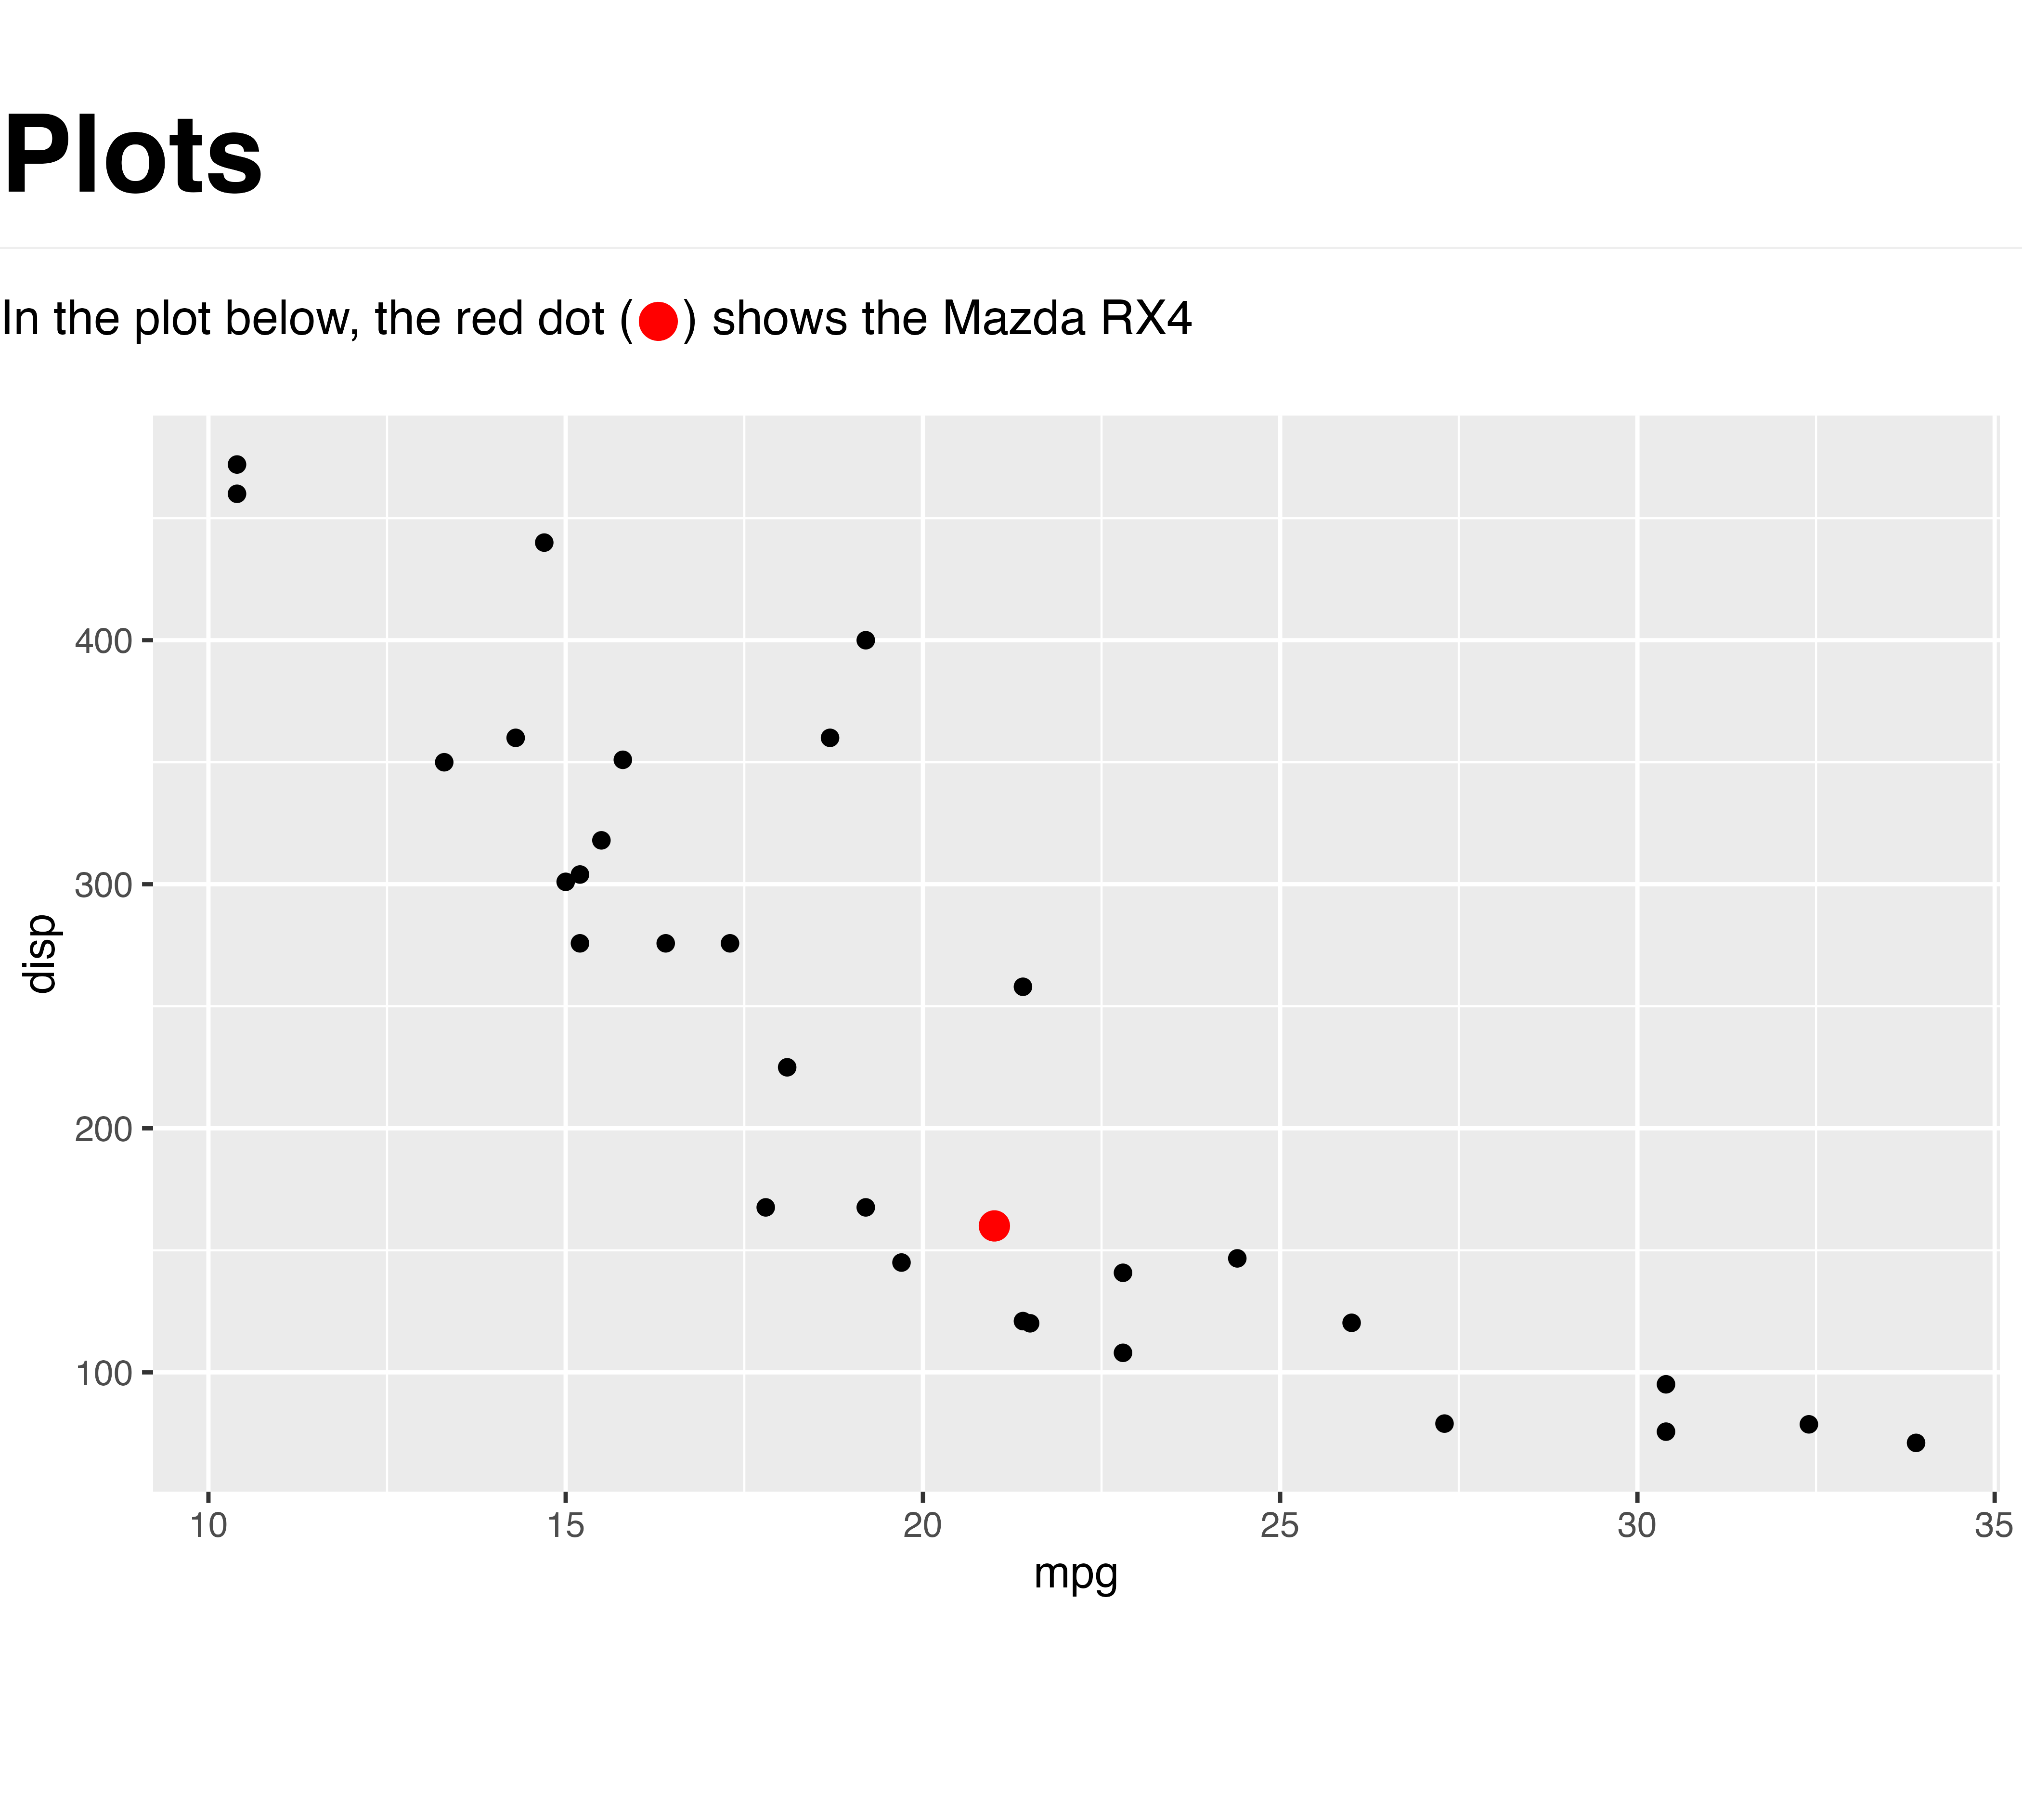 Plots
In the plot below, the red dot () shows the Mazda RX4
400
300
200
100
disp
10 15 20 25 30 35
mpg